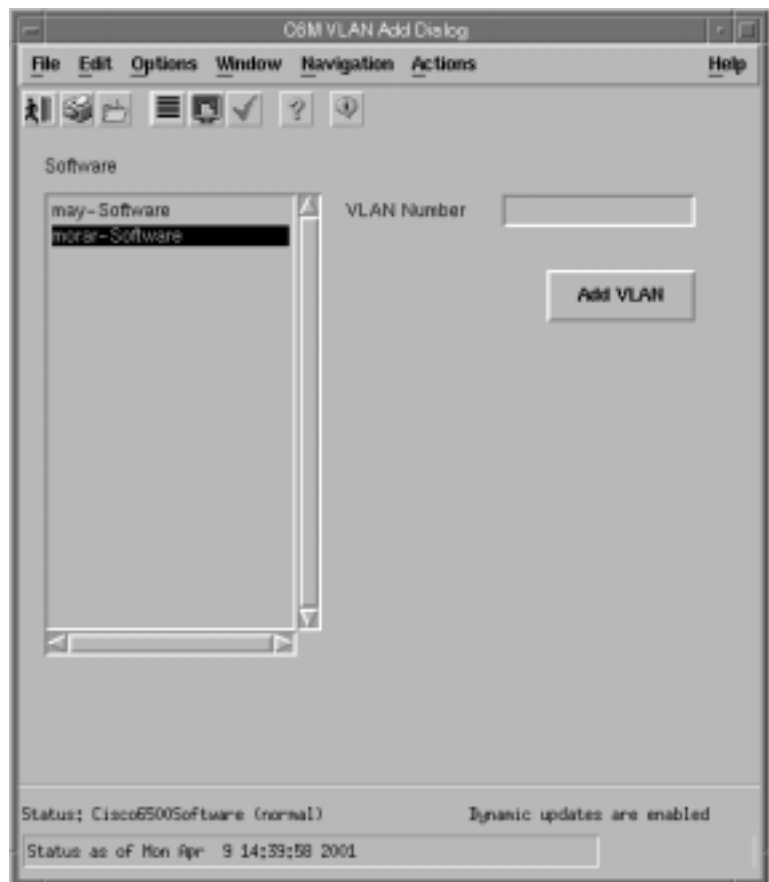 C6M VLAN Add Dialog
File Edit Options Window Navigation Actions Help
Software
may-Software
morar-Software
VLAN Number
Add VLAN
Status: Cisco6500Software (normal)
Dynamic updates are enabled
Status as of Mon Apr 9 14:39:58 2001